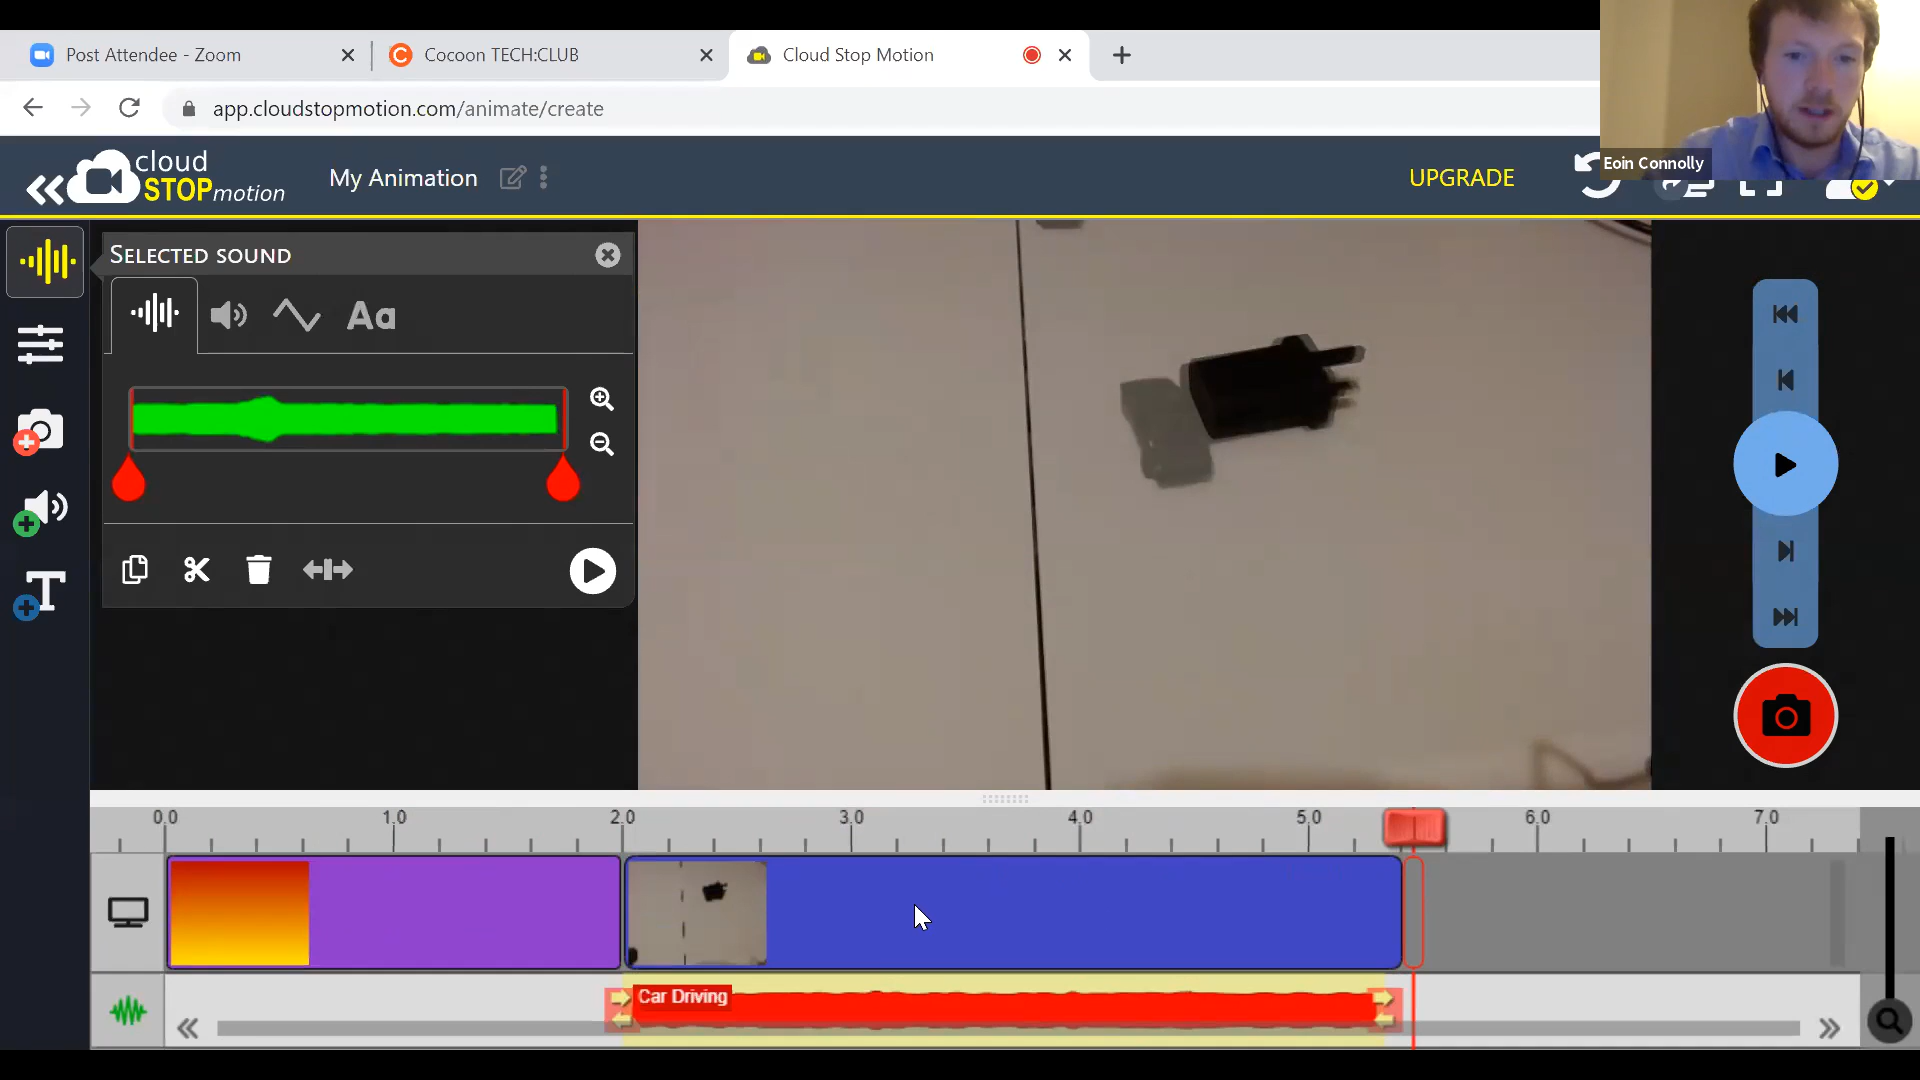 Post Attendee - Zoom
Cocoon TECH:CLUB
Cloud Stop Motion
app.cloudstopmotion.com/animate/create
cloud
STOPmotion
My Animation
UPGRADE
Eoin Connolly
SELECTED SOUND
Aa
T
0.0 1.0 2.0 3.0 4.0 5.0 6.0 7.0
Car Driving